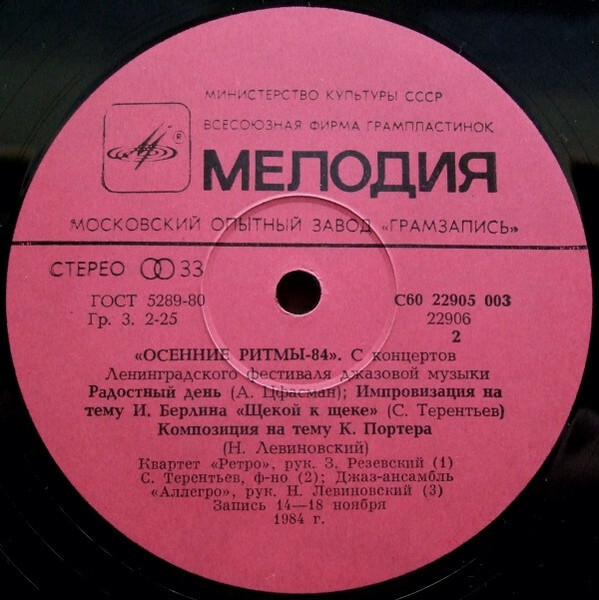 МИНИСТЕРСТВО КУЛЬТУРЫ СССР
ВСЕСОЮЗНАЯ ФИРМА ГРАМПЛАСТИНОК
®
МЕЛОДИЯ
МОСКОВСКИЙ ОПЫТНЫЙ ЗАВОД «ГРАМЗАПИСЬ»
СТЕРЕО 33
ГОСТ 5289-80
Гр. 3. 2-25
С60 22905 003
22906
2
«ОСЕННИЕ РИТМЫ-84». С концертов
Ленинградского фестиваля джазовой музыки
Радостный день (А. Цфасман); Импровизация на
тему И. Берлина «Щекой к щеке» (С. Терентьев)
Композиция на тему К. Портера
(Н. Левиновский)
Квартет «Ретро», рук. З. Резевский (1)
С. Терентьев, ф-но (2); Джаз-ансамбль
«Аллегро», рук. Н. Левиновский (3)
Запись 14—18 ноября
1984 г.